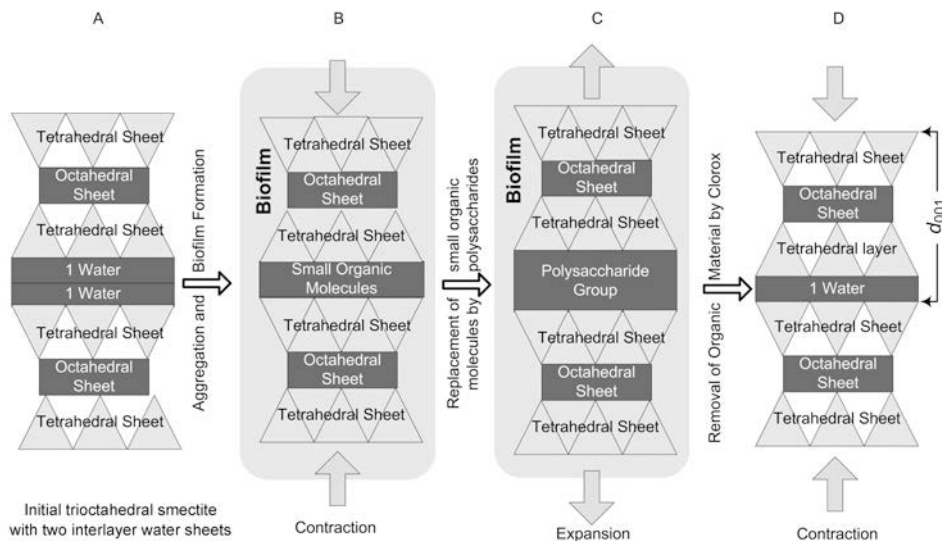 A
B
C
D
Tetrahedral Sheet
Octahedral
Sheet
Tetrahedral Sheet
1 Water
1 Water
Tetrahedral Sheet
Octahedral
Sheet
Tetrahedral Sheet
Initial trioctahedral smectite
with two interlayer water sheets
Aggregation and
Biofilm Formation
Biofilm
Tetrahedral Sheet
Octahedral
Sheet
Tetrahedral Sheet
Small Organic
Molecules
Tetrahedral Sheet
Octahedral
Sheet
Tetrahedral Sheet
Contraction
Replacement of
small organic
molecules by
polysaccharides
Biofilm
Tetrahedral Sheet
Octahedral
Sheet
Tetrahedral Sheet
Polysaccharide
Group
Tetrahedral Sheet
Octahedral
Sheet
Tetrahedral Sheet
Expansion
Removal of Organic
Material by Clorox
Tetrahedral Sheet
Octahedral
Sheet
Tetrahedral layer
1 Water
Tetrahedral Sheet
Octahedral
Sheet
Tetrahedral Sheet
d001
Contraction